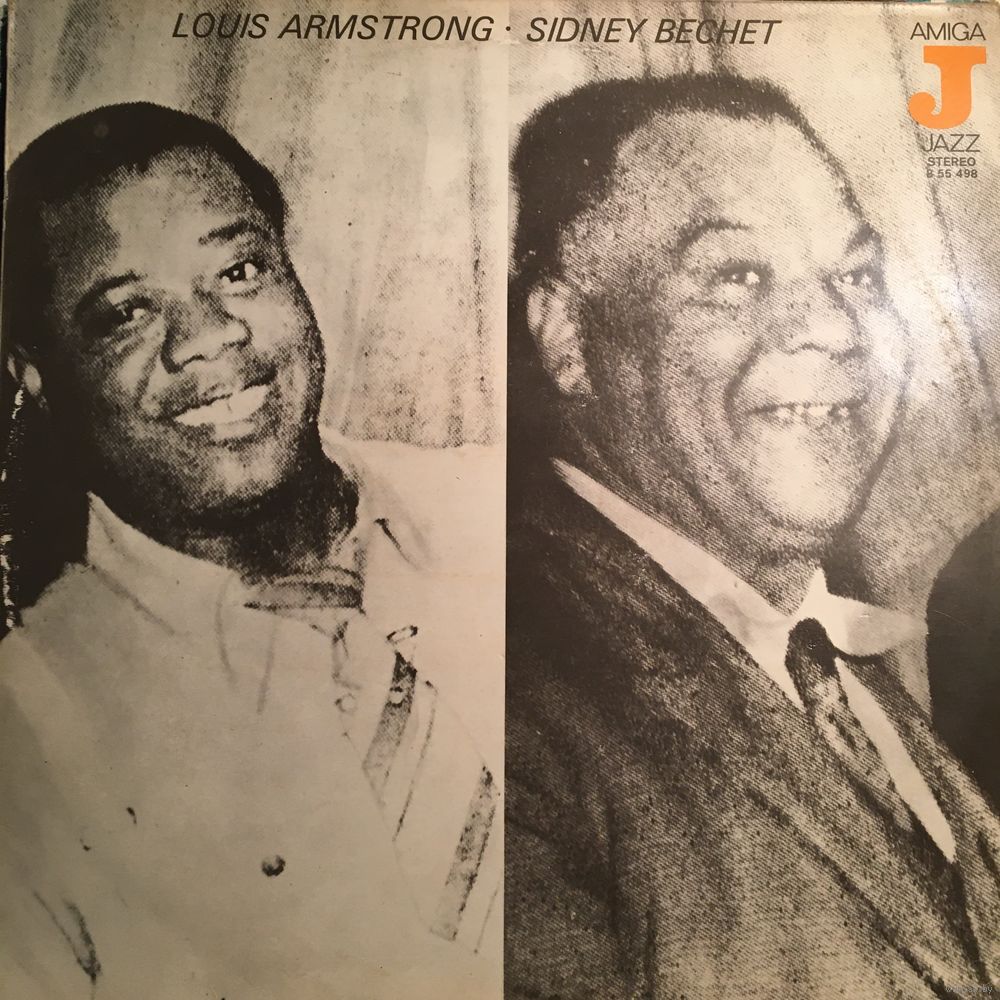 LOUIS ARMSTRONG · SIDNEY BECHET
AMIGA
J
JAZZ
STEREO
8 55 498